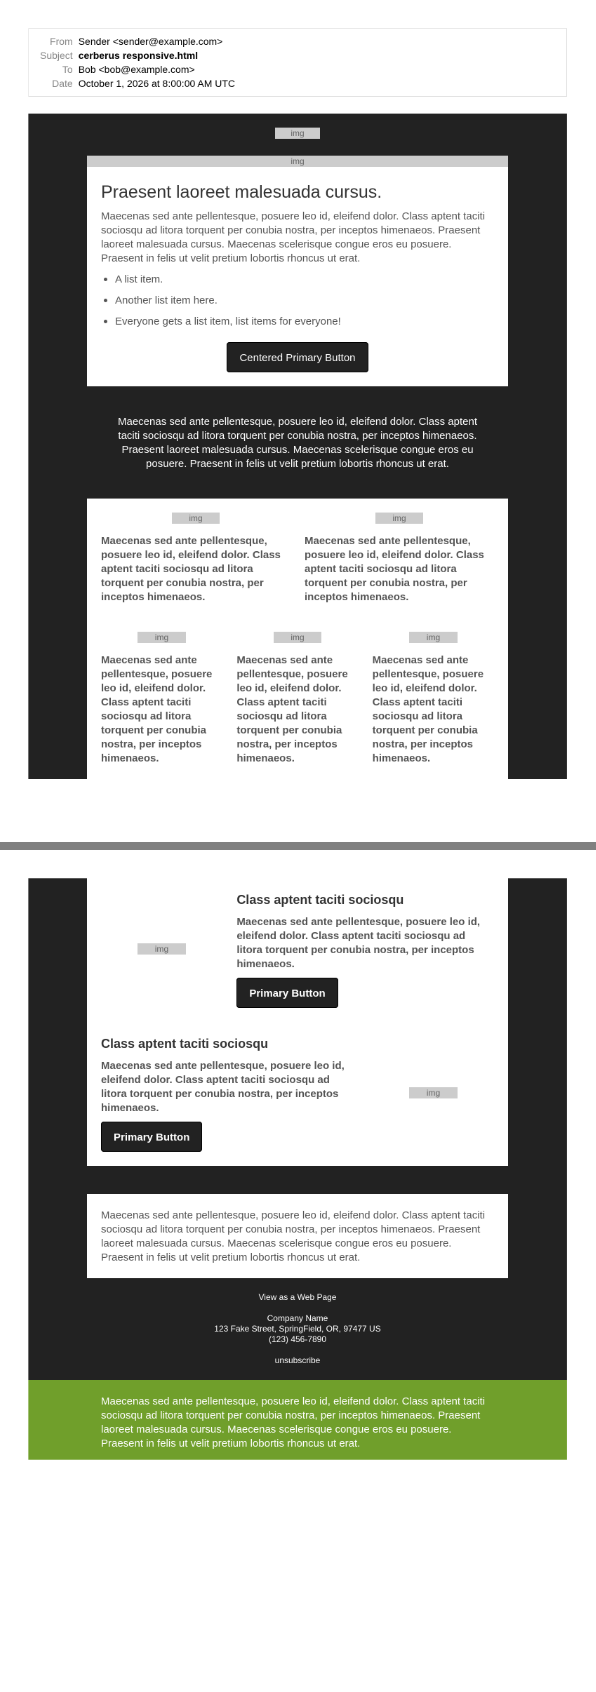 From Sender <sender@example.com>
Subject cerberus responsive.html
To Bob <bob@example.com>
Date October 1, 2026 at 8:00:00 AM UTC
img
img
Praesent laoreet malesuada cursus.
Maecenas sed ante pellentesque, posuere leo id, eleifend dolor. Class aptent taciti
sociosqu ad litora torquent per conubia nostra, per inceptos himenaeos. Praesent
laoreet malesuada cursus. Maecenas scelerisque congue eros eu posuere.
Praesent in felis ut velit pretium lobortis rhoncus ut erat.
• A list item.
• Another list item here.
• Everyone gets a list item, list items for everyone!
Centered Primary Button
Maecenas sed ante pellentesque, posuere leo id, eleifend dolor. Class aptent
taciti sociosqu ad litora torquent per conubia nostra, per inceptos himenaeos.
Praesent laoreet malesuada cursus. Maecenas scelerisque congue eros eu
posuere. Praesent in felis ut velit pretium lobortis rhoncus ut erat.
img
Maecenas sed ante pellentesque,
posuere leo id, eleifend dolor. Class
aptent taciti sociosqu ad litora
torquent per conubia nostra, per
inceptos himenaeos.
img
Maecenas sed ante pellentesque,
posuere leo id, eleifend dolor. Class
aptent taciti sociosqu ad litora
torquent per conubia nostra, per
inceptos himenaeos.
img
Maecenas sed ante
pellentesque, posuere
leo id, eleifend dolor.
Class aptent taciti
sociosqu ad litora
torquent per conubia
nostra, per inceptos
himenaeos.
img
Maecenas sed ante
pellentesque, posuere
leo id, eleifend dolor.
Class aptent taciti
sociosqu ad litora
torquent per conubia
nostra, per inceptos
himenaeos.
img
Maecenas sed ante
pellentesque, posuere
leo id, eleifend dolor.
Class aptent taciti
sociosqu ad litora
torquent per conubia
nostra, per inceptos
himenaeos.
img
Class aptent taciti sociosqu
Maecenas sed ante pellentesque, posuere leo id,
eleifend dolor. Class aptent taciti sociosqu ad
litora torquent per conubia nostra, per inceptos
himenaeos.
Primary Button
Class aptent taciti sociosqu
Maecenas sed ante pellentesque, posuere leo id,
eleifend dolor. Class aptent taciti sociosqu ad
litora torquent per conubia nostra, per inceptos
himenaeos.
Primary Button
img
Maecenas sed ante pellentesque, posuere leo id, eleifend dolor. Class aptent taciti
sociosqu ad litora torquent per conubia nostra, per inceptos himenaeos. Praesent
laoreet malesuada cursus. Maecenas scelerisque congue eros eu posuere.
Praesent in felis ut velit pretium lobortis rhoncus ut erat.
View as a Web Page
Company Name
123 Fake Street, SpringField, OR, 97477 US
(123) 456-7890
unsubscribe
Maecenas sed ante pellentesque, posuere leo id, eleifend dolor. Class aptent taciti
sociosqu ad litora torquent per conubia nostra, per inceptos himenaeos. Praesent
laoreet malesuada cursus. Maecenas scelerisque congue eros eu posuere.
Praesent in felis ut velit pretium lobortis rhoncus ut erat.